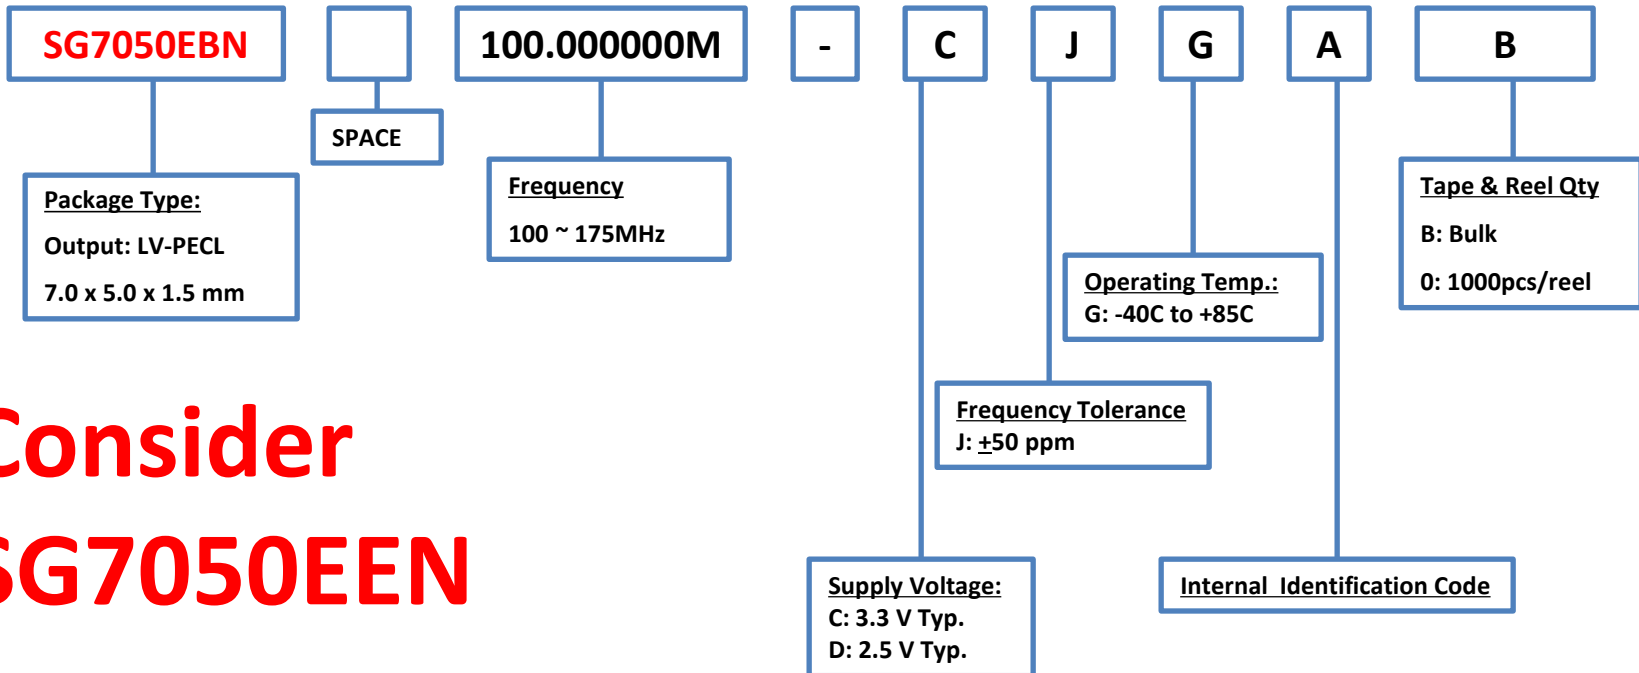 SG7050EBN 100.000000M - C J G A B
SPACE
Package Type:
Output: LV-PECL
7.0 x 5.0 x 1.5 mm
Frequency
100 ~ 175MHz
Tape & Reel Qty
B: Bulk
0: 1000pcs/reel
Operating Temp.:
G: -40C to +85C
Frequency Tolerance
J: ±50 ppm
Consider
SG7050EEN
Supply Voltage:
C: 3.3 V Typ.
D: 2.5 V Typ.
Internal Identification Code